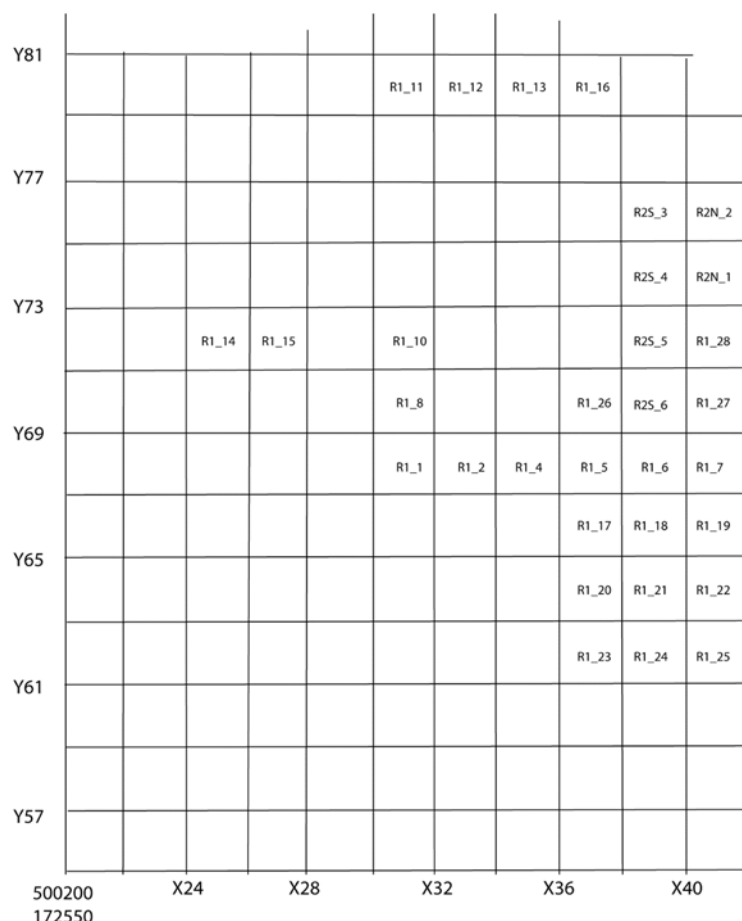 Y81
R1_11 R1_12 R1_13 R1_16
Y77
R2S_3 R2N_2
R2S_4 R2N_1
Y73
R1_14 R1_15 R1_10 R2S_5 R1_28
R1_8 R1_26 R2S_6 R1_27
Y69
R1_1 R1_2 R1_4 R1_5 R1_6 R1_7
R1_17 R1_18 R1_19
Y65
R1_20 R1_21 R1_22
R1_23 R1_24 R1_25
Y61
Y57
500200 X24 X28 X32 X36 X40
172550